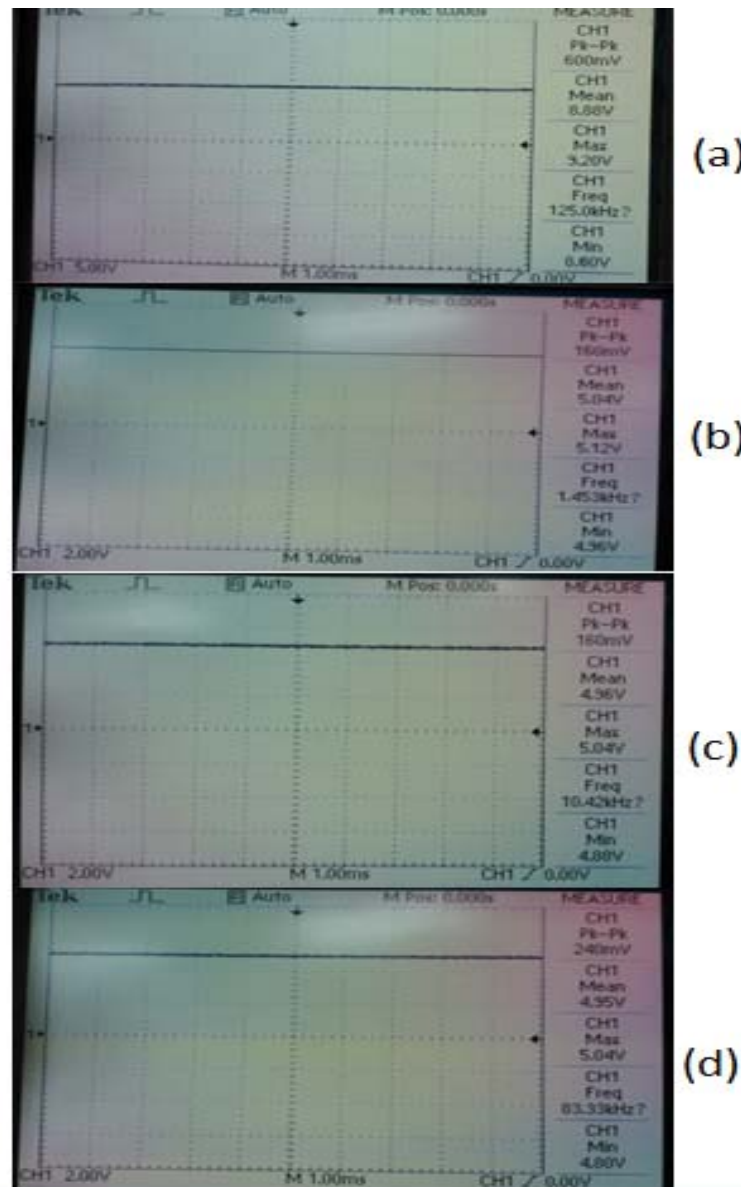 Auto M Pos: 0.000s MEASURE
CH1
Pk-Pk
600mV
CH1
Mean
8.88V
CH1
Max
9.20V
CH1
Freq
125.0kHz?
CH1
Min
8.60V
1
CH1 5.00V M 1.00ms CH1 / 0.00V
(a)
Tek Auto M Pos: 0.000s MEASURE
CH1
Pk-Pk
160mV
CH1
Mean
5.04V
CH1
Max
5.12V
CH1
Freq
1.453kHz?
CH1
Min
4.96V
1
CH1 2.00V M 1.00ms CH1 / 0.00V
(b)
Tek Auto M Pos: 0.000s MEASURE
CH1
Pk-Pk
160mV
CH1
Mean
4.96V
CH1
Max
5.04V
CH1
Freq
10.42kHz?
CH1
Min
4.88V
1
CH1 2.00V M 1.00ms CH1 / 0.00V
(c)
Tek Auto M Pos: 0.000s MEASURE
CH1
Pk-Pk
240mV
CH1
Mean
4.95V
CH1
Max
5.04V
CH1
Freq
83.33kHz?
CH1
Min
4.80V
1
CH1 2.00V M 1.00ms CH1 / 0.00V
(d)